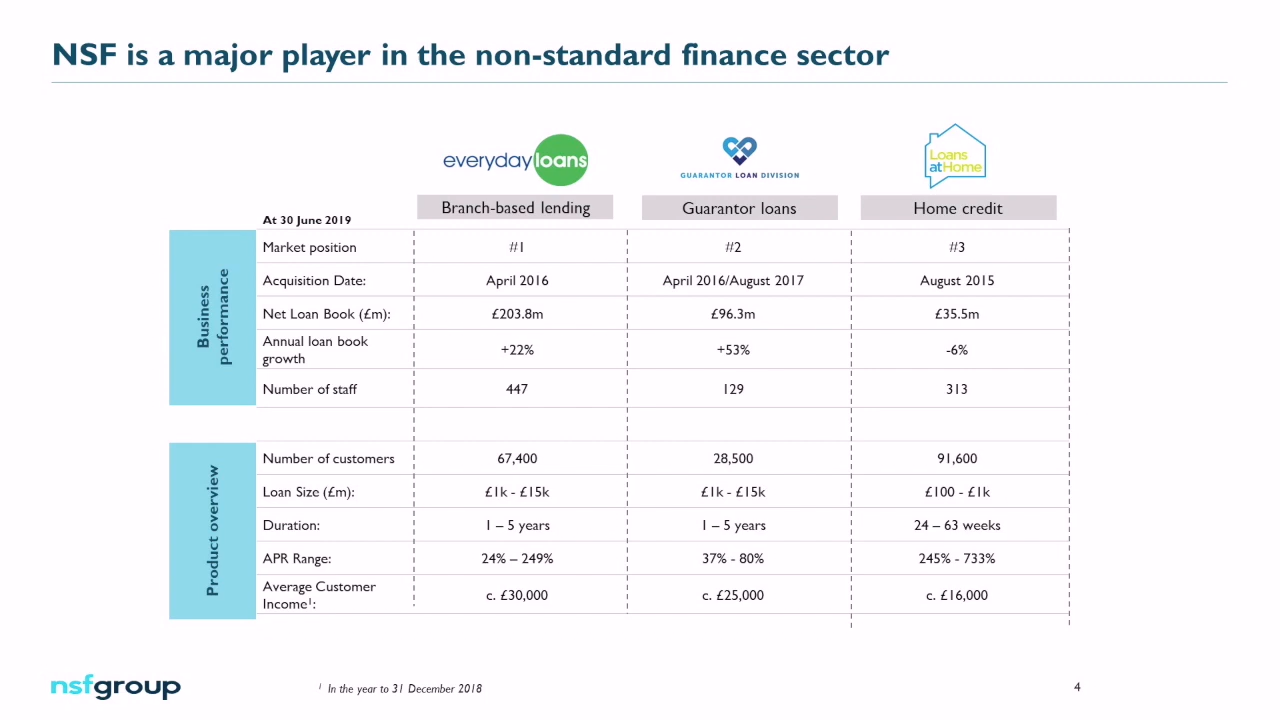 NSF is a major player in the non-standard finance sector
everydayloans
GUARANTOR LOAN DIVISION
Loans
atHome
Branch-based lending
Guarantor loans
Home credit
At 30 June 2019
Business
performance
Market position
#1
#2
#3
Acquisition Date:
April 2016
April 2016/August 2017
August 2015
Net Loan Book (£m):
£203.8m
£96.3m
£35.5m
Annual loan book
growth
+22%
+53%
-6%
Number of staff
447
129
313
Product overview
Number of customers
67,400
28,500
91,600
Loan Size (£m):
£1k - £15k
£1k - £15k
£100 - £1k
Duration:
1 – 5 years
1 – 5 years
24 – 63 weeks
APR Range:
24% – 249%
37% - 80%
245% - 733%
Average Customer
Income¹:
c. £30,000
c. £25,000
c. £16,000
nsfgroup
¹ In the year to 31 December 2018
4